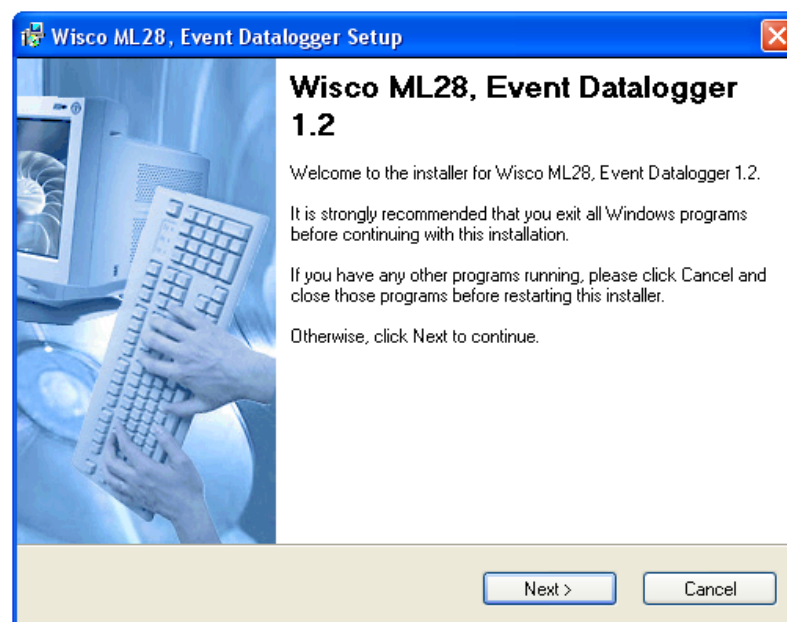 Wisco ML28, Event Datalogger Setup
Wisco ML28, Event Datalogger
1.2
Welcome to the installer for Wisco ML28, Event Datalogger 1.2.
It is strongly recommended that you exit all Windows programs
before continuing with this installation.
If you have any other programs running, please click Cancel and
close those programs before restarting this installer.
Otherwise, click Next to continue.
Next >
Cancel